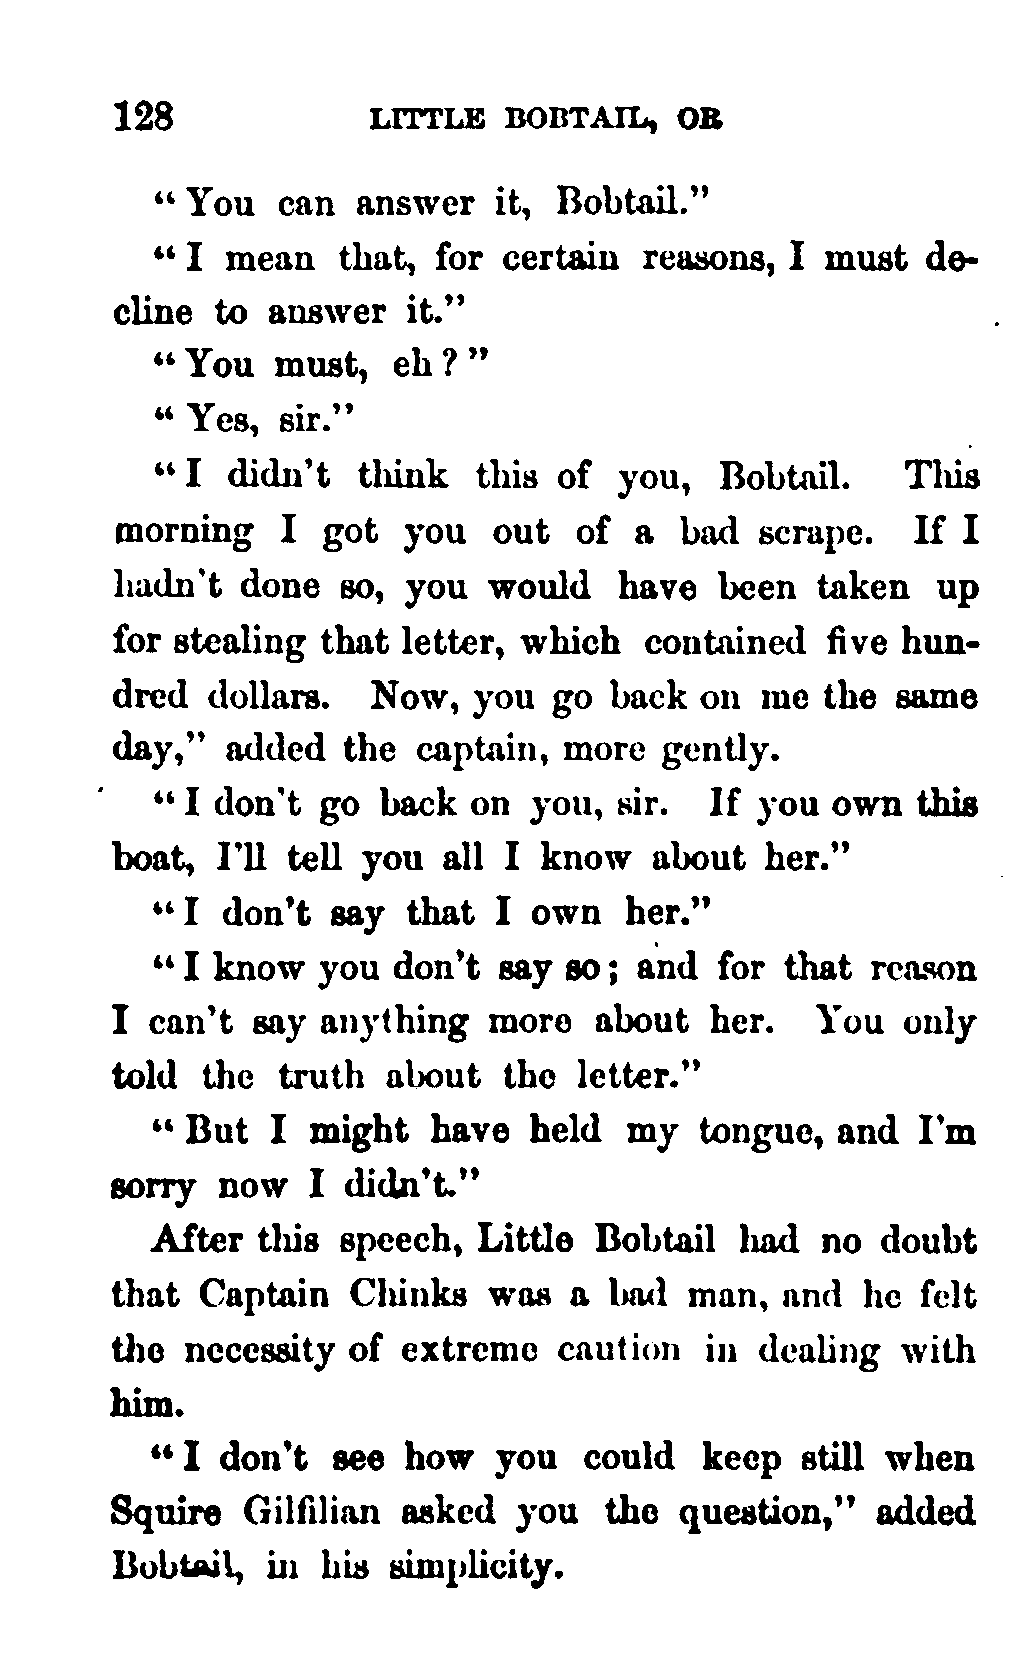 128 LITTLE BOBTAIL, OR
"You can answer it, Bobtail."
"I mean that, for certain reasons, I must de-
cline to answer it."
"You must, eh?"
"Yes, sir."
"I didn't think this of you, Bobtail. This
morning I got you out of a bad scrape. If I
hadn't done so, you would have been taken up
for stealing that letter, which contained five hun-
dred dollars. Now, you go back on me the same
day," added the captain, more gently.
"I don't go back on you, sir. If you own this
boat, I'll tell you all I know about her."
"I don't say that I own her."
"I know you don't say so; and for that reason
I can't say anything more about her. You only
told the truth about the letter."
"But I might have held my tongue, and I'm
sorry now I didn't."
After this speech, Little Bobtail had no doubt
that Captain Chinks was a bad man, and he felt
the necessity of extreme caution in dealing with
him.
"I don't see how you could keep still when
Squire Gilfilian asked you the question," added
Bobtail, in his simplicity.